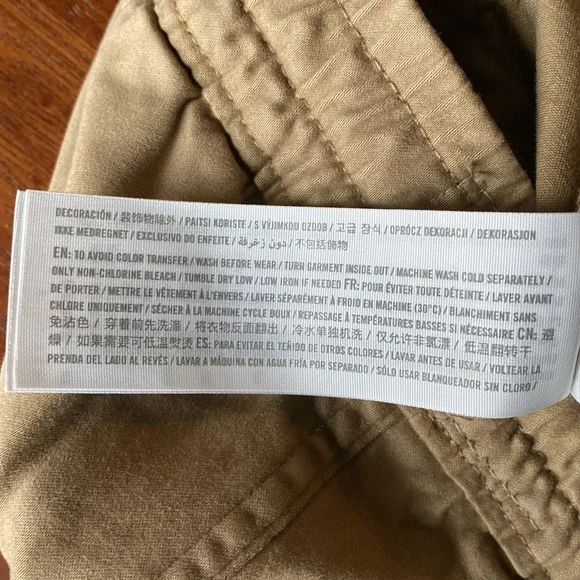 DECORACIÓN / 装饰物除外 / PAITSI KORISTE / S VÝJIMKOU OZDOB / 고급 장식 / OPRÓCZ DEKORACJI / DEKORASJON
IKKE MEDREGNET / EXCLUSIVO DO ENFEITE / دون زخرفة / 不包括飾物
EN: TO AVOID COLOR TRANSFER / WASH BEFORE WEAR / TURN GARMENT INSIDE OUT / MACHINE WASH COLD SEPARATELY /
ONLY NON-CHLORINE BLEACH / TUMBLE DRY LOW / LOW IRON IF NEEDED FR: POUR ÉVITER TOUTE DÉTEINTE / LAVER AVANT
DE PORTER / METTRE LE VÊTEMENT À L'ENVERS / LAVER SÉPARÉMENT À FROID EN MACHINE (30°C) / BLANCHIMENT SANS
CHLORE UNIQUEMENT / SÉCHER À LA MACHINE CYCLE DOUX / REPASSAGE À TEMPÉRATURES BASSES SI NÉCESSAIRE CN: 避
免沾色 / 穿着前先洗涤 / 将衣物反面翻出 / 冷水单独机洗 / 仅允许非氯漂 / 低温翻转干
燥 / 如果需要可低温熨烫 ES: PARA EVITAR EL TEÑIDO DE OTROS COLORES / LAVAR ANTES DE USAR / VOLTEAR LA
PRENDA DEL LADO AL REVÉS / LAVAR A MÁQUINA CON AGUA FRÍA POR SEPARADO / SÓLO USAR BLANQUEADOR SIN CLORO /